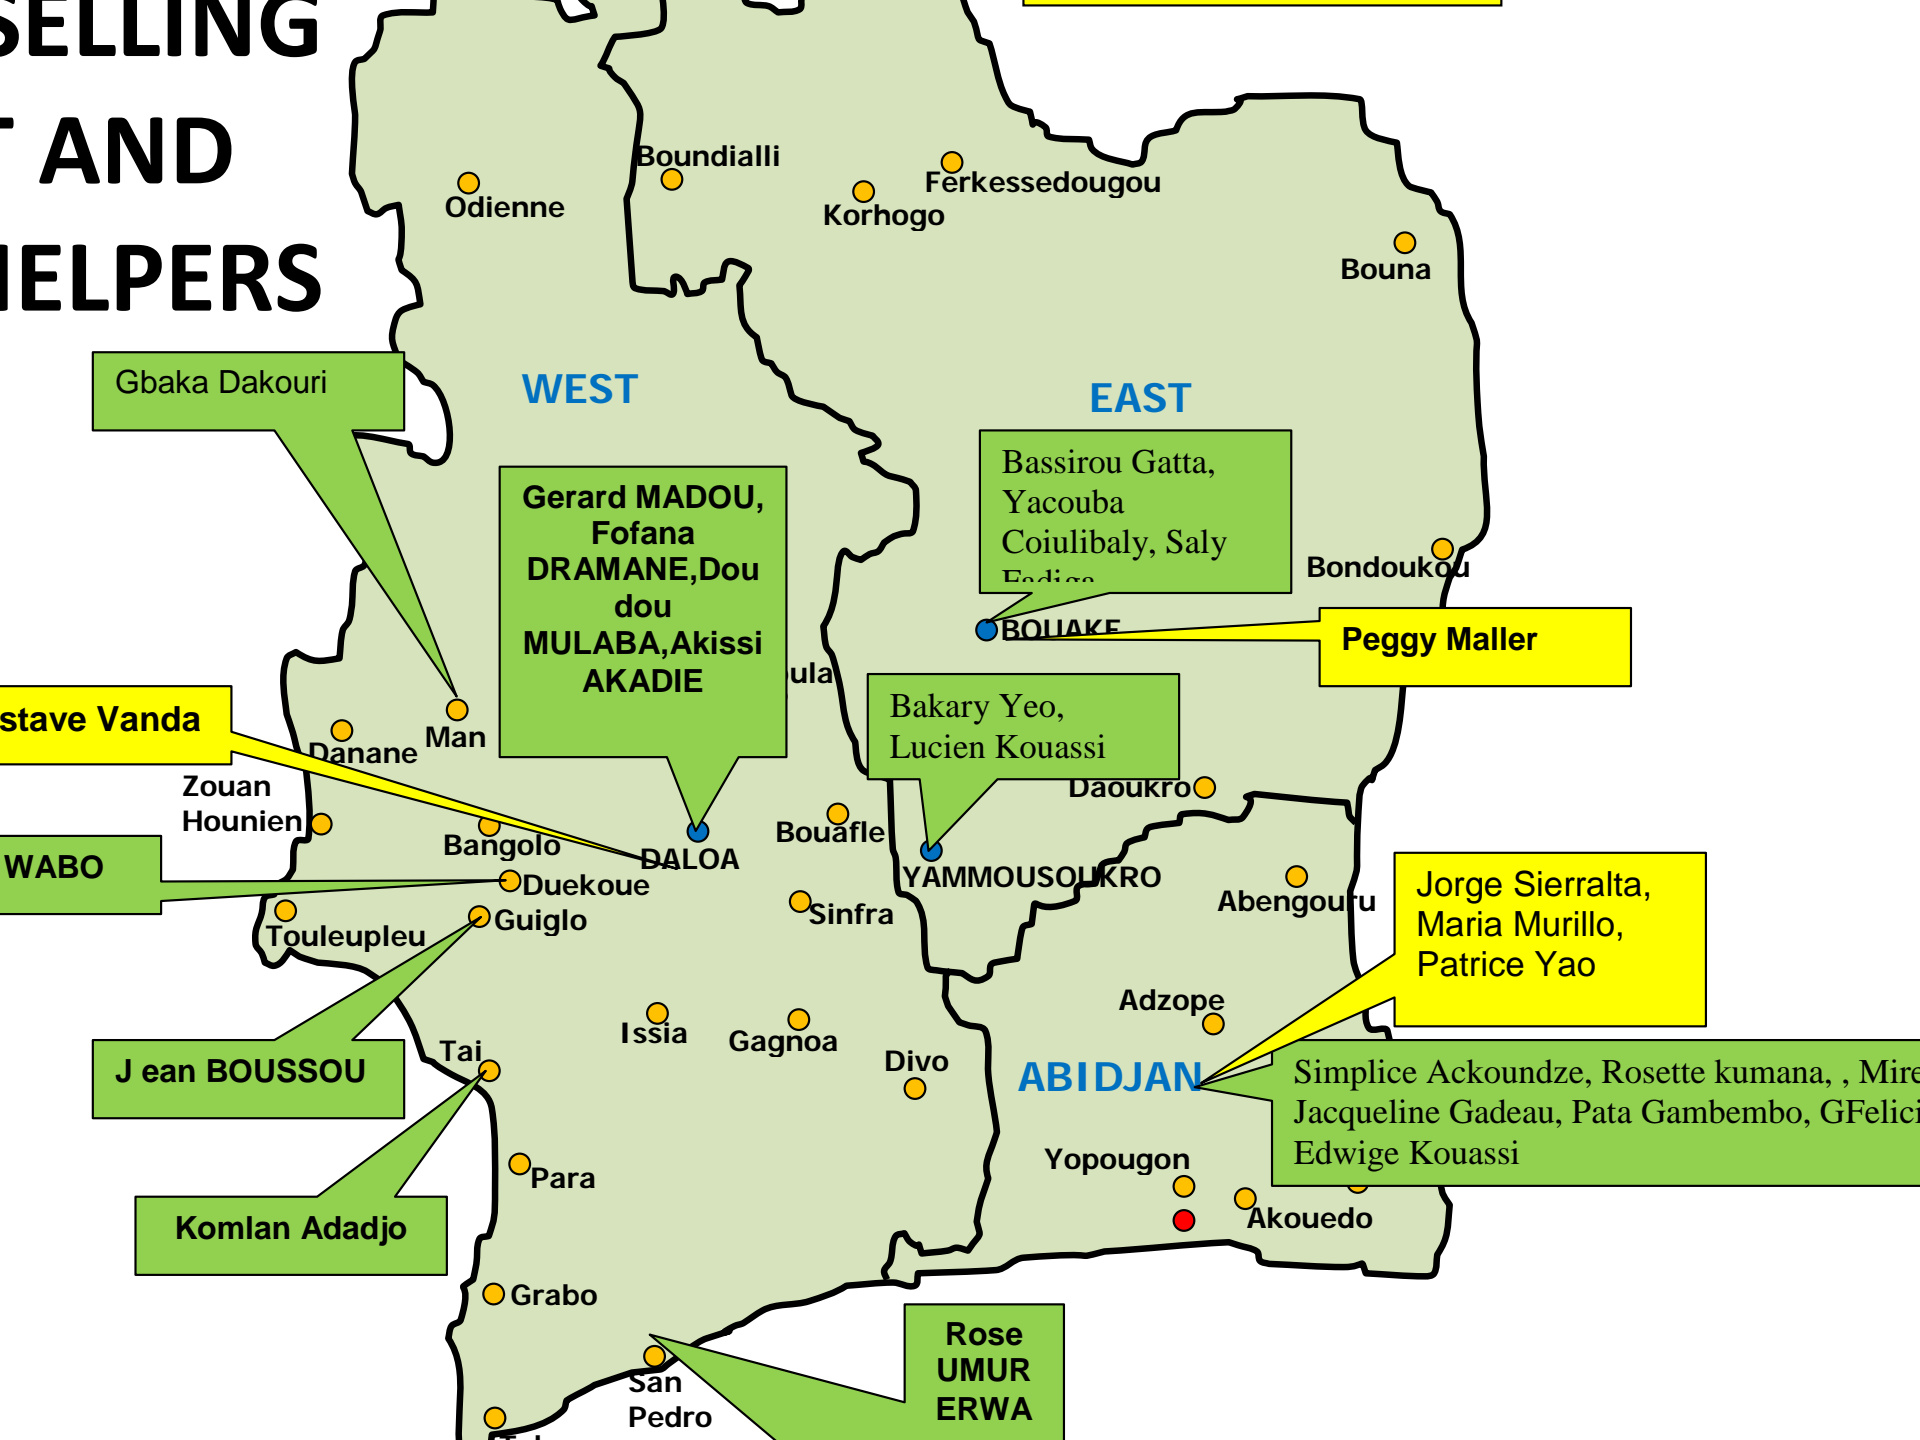 SELLING
AND
HELPERS
Boundialli
Odienne
Ferkessedougou
Korhogo
Bouna
WEST
EAST
Gbaka Dakouri
Gerard MADOU,
Fofana
DRAMANE,Dou
dou
MULABA,Akissi
AKADIE
Bassirou Gatta,
Yacouba
Coiulibaly, Saly
Fadiga
Bondoukou
BOUAKE
Peggy Maller
Bakary Yeo,
Lucien Kouassi
stave Vanda
Man
Danane
Zouan
Hounien
Daoukro
Bouafle
Bangolo
DALOA
WABO
Duekoue
YAMMOUSOUKRO
Abengouru
Sinfra
Guiglo
Touleupleu
Jorge Sierralta,
Maria Murillo,
Patrice Yao
Adzope
Issia
Gagnoa
Divo
Tai
J ean BOUSSOU
ABIDJAN
Simplice Ackoundze, Rosette kumana, , Mire
Jacqueline Gadeau, Pata Gambembo, GFelici
Edwige Kouassi
Yopougon
Para
Akouedo
Komlan Adadjo
Grabo
Rose
UMUR
ERWA
San
Pedro